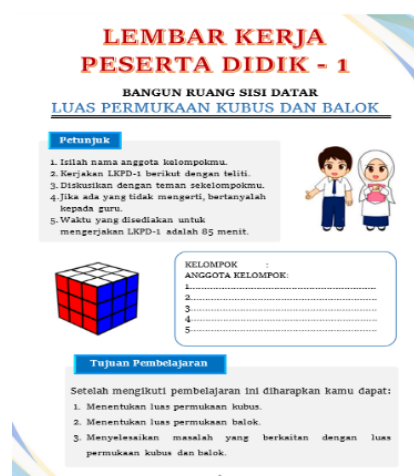 LEMBAR KERJA
PESERTA DIDIK - 1
BANGUN RUANG SISI DATAR
LUAS PERMUKAAN KUBUS DAN BALOK
Petunjuk
1. Isilah nama anggota kelompokmu.
2. Kerjakan LKPD-1 berikut dengan teliti.
3. Diskusikan dengan teman sekelompokmu.
4. Jika ada yang tidak mengerti, bertanyalah
kepada guru.
5. Waktu yang disediakan untuk
mengerjakan LKPD-1 adalah 85 menit.
KELOMPOK :
ANGGOTA KELOMPOK:
1
2
3
4
5
Tujuan Pembelajaran
Setelah mengikuti pembelajaran ini diharapkan kamu dapat:
1. Menentukan luas permukaan kubus.
2. Menentukan luas permukaan balok.
3. Menyelesaikan masalah yang berkaitan dengan luas
permukaan kubus dan balok.